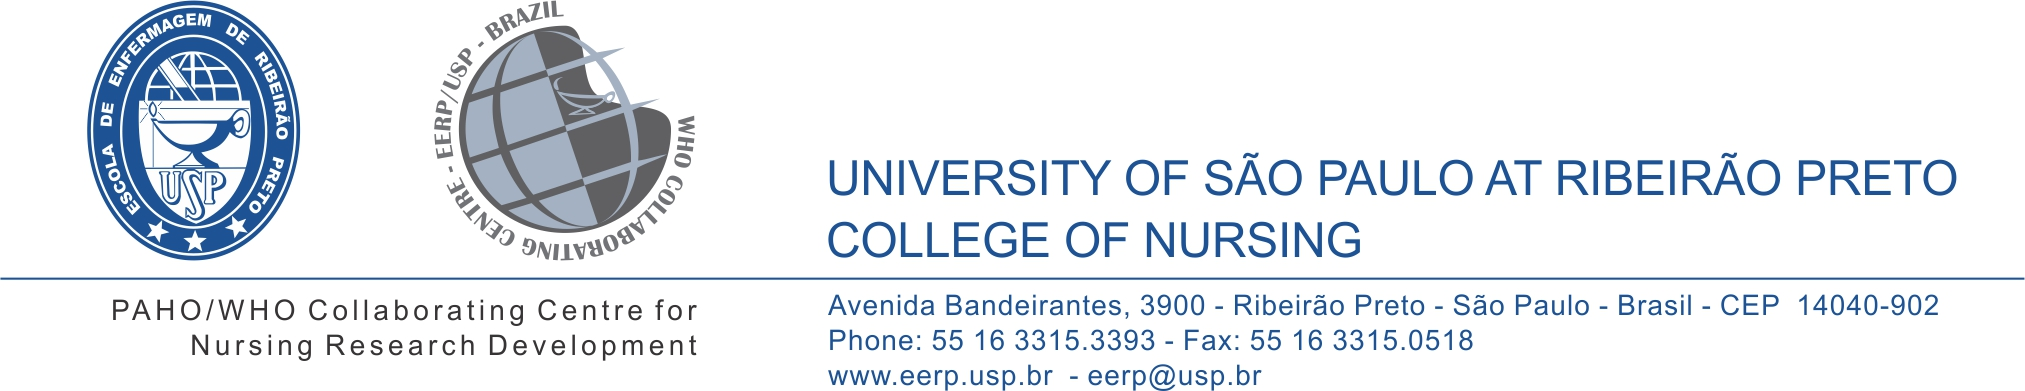 ESCOLA DE ENFERMAGEM DE RIBEIRÃO PRETO
USP
WHO COLLABORATING CENTRE - EERP/USP - BRAZIL
UNIVERSITY OF SÃO PAULO AT RIBEIRÃO PRETO
COLLEGE OF NURSING
PAHO/WHO Collaborating Centre for
Nursing Research Development
Avenida Bandeirantes, 3900 - Ribeirão Preto - São Paulo - Brasil - CEP  14040-902
Phone: 55 16 3315.3393 - Fax: 55 16 3315.0518
www.eerp.usp.br  - eerp@usp.br